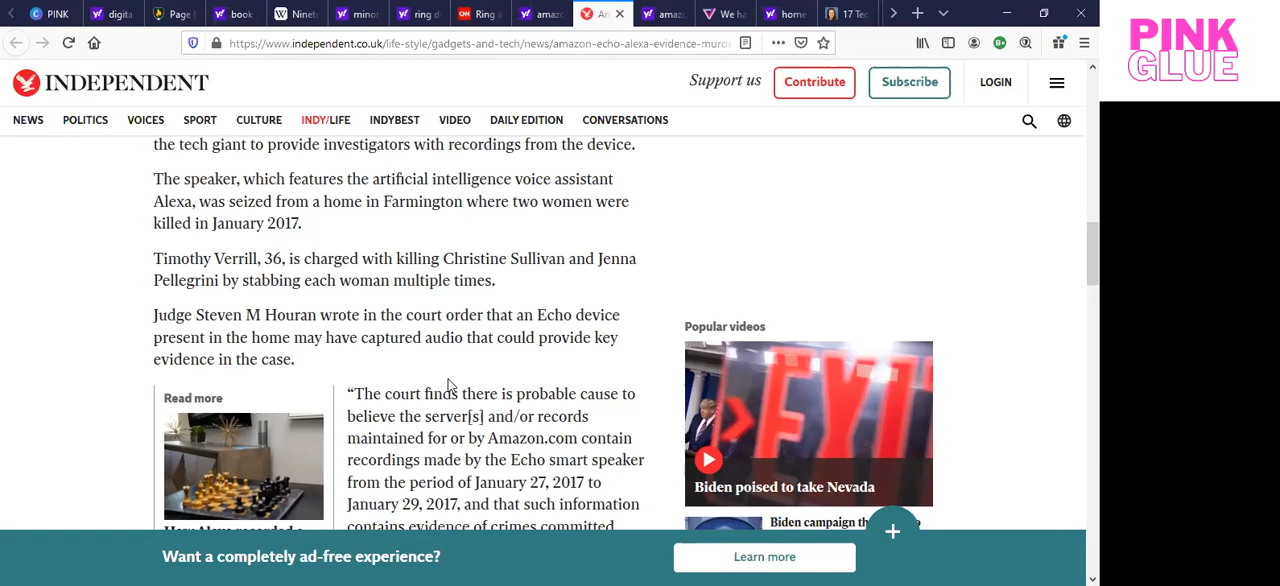 PINK
digita
Page
book
Ninet
mino
ring d
CNN
Ring a
amaz
A
amaz
We ha
home
17 Tec
PINK
GLUE
https://www.independent.co.uk/life-style/gadgets-and-tech/news/amazon-echo-alexa-evidence-murde
INDEPENDENT
Support us
Contribute
Subscribe
LOGIN
NEWS
POLITICS
VOICES
SPORT
CULTURE
INDY/LIFE
INDYBEST
VIDEO
DAILY EDITION
CONVERSATIONS
the tech giant to provide investigators with recordings from the device.
The speaker, which features the artificial intelligence voice assistant
Alexa, was seized from a home in Farmington where two women were
killed in January 2017.
Timothy Verrill, 36, is charged with killing Christine Sullivan and Jenna
Pellegrini by stabbing each woman multiple times.
Judge Steven M Houran wrote in the court order that an Echo device
present in the home may have captured audio that could provide key
evidence in the case.
Read more
“The court finds there is probable cause to
believe the server[s] and/or records
maintained for or by Amazon.com contain
recordings made by the Echo smart speaker
from the period of January 27, 2017 to
January 29, 2017, and that such information
contains evidence of crimes committed
Popular videos
EXIT
Biden poised to take Nevada
Biden campaign
Want a completely ad-free experience?
Learn more